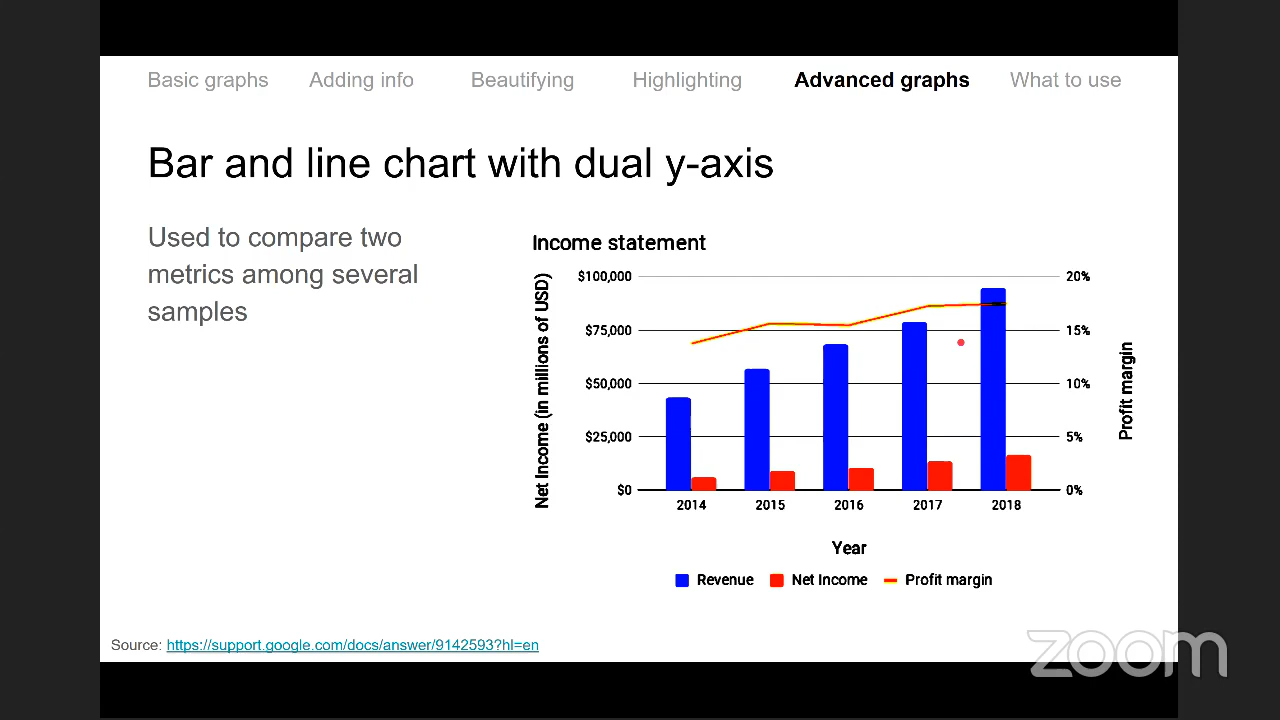 Basic graphs Adding info Beautifying Highlighting Advanced graphs What to use
Bar and line chart with dual y-axis
Used to compare two
metrics among several
samples
Income statement
Net Income (in millions of USD)
$100,000
$75,000
$50,000
$25,000
$0
20%
15%
10%
5%
0%
Profit margin
2014 2015 2016 2017 2018
Year
Revenue Net Income Profit margin
Source: https://support.google.com/docs/answer/9142593?hl=en
zoom